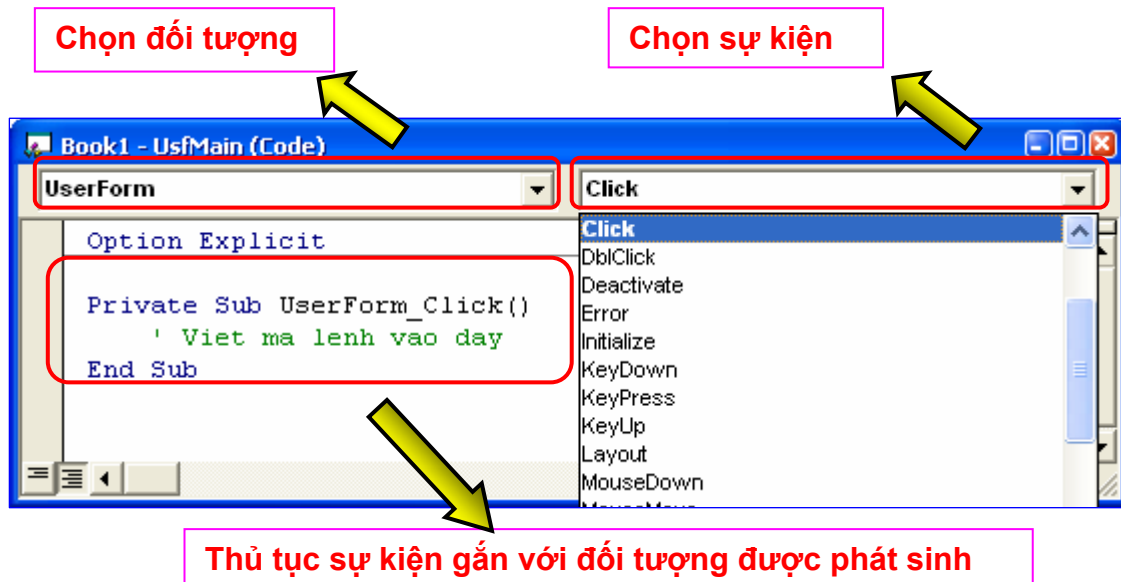 Chọn đối tượng
Chọn sự kiện
Book1 - UsfMain (Code)
UserForm
Click
Option Explicit
Private Sub UserForm_Click()
' Viet ma lenh vao day
End Sub
Click
DblClick
Deactivate
Error
Initialize
KeyDown
KeyPress
KeyUp
Layout
MouseDown
Thủ tục sự kiện gắn với đối tượng được phát sinh